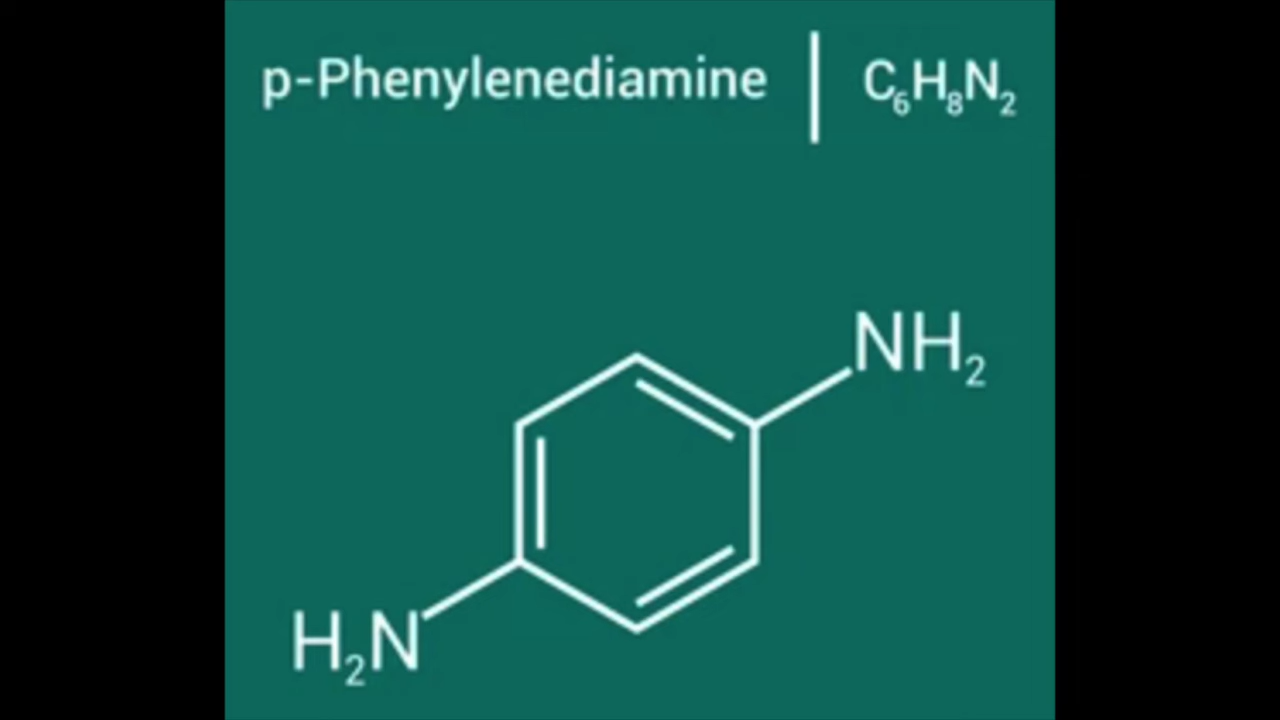 p-Phenylenediamine | C₆H₈N₂
NH₂
H₂N